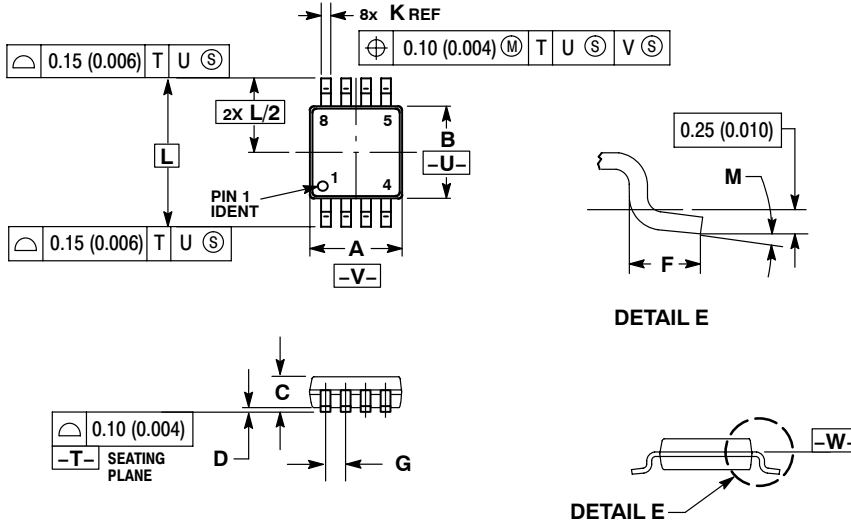 8x K REF
⌖ 0.10 (0.004) Ⓜ T U Ⓢ V Ⓢ
⌓ 0.15 (0.006) T U Ⓢ
2X L/2
L
8 5
B
–U–
PIN 1
IDENT
1
4
⌓ 0.15 (0.006) T U Ⓢ
A
–V–
0.25 (0.010)
M
F
DETAIL E
C
⌓ 0.10 (0.004)
–T– SEATING
PLANE
D
G
–W–
DETAIL E